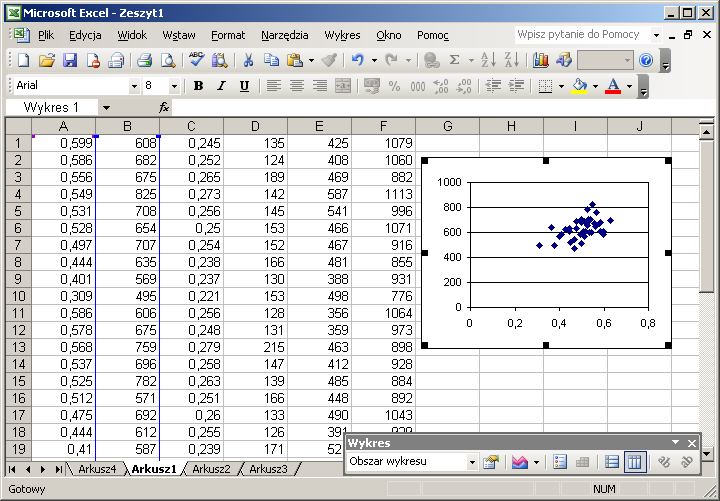 Microsoft Excel - Zeszyt1
Plik Edycja Widok Wstaw Format Narzędzia Wykres Okno Pomoc Wpisz pytanie do Pomocy
Arial 8 B I U % 000
Wykres 1 fx
A B C D E F G H I J
1 0,599 608 0,245 135 425 1079
2 0,586 682 0,252 124 408 1060
3 0,556 675 0,265 189 469 882
4 0,549 825 0,273 142 587 1113
5 0,531 708 0,256 145 541 996
6 0,528 654 0,25 153 466 1071
7 0,497 707 0,254 152 467 916
8 0,444 635 0,238 166 481 855
9 0,401 569 0,237 130 388 931
10 0,309 495 0,221 153 498 776
11 0,586 606 0,256 128 356 1064
12 0,578 675 0,248 131 359 973
13 0,568 759 0,279 215 463 898
14 0,537 696 0,258 147 412 928
15 0,525 782 0,263 139 485 884
16 0,512 571 0,251 166 448 892
17 0,475 692 0,26 133 490 1043
18 0,444 612 0,255 126 391
19 0,41 587 0,239 171
1000
800
600
400
200
0
0 0,2 0,4 0,6 0,8
Wykres
Obszar wykresu
Arkusz4 Arkusz1 Arkusz2 Arkusz3
Gotowy NUM